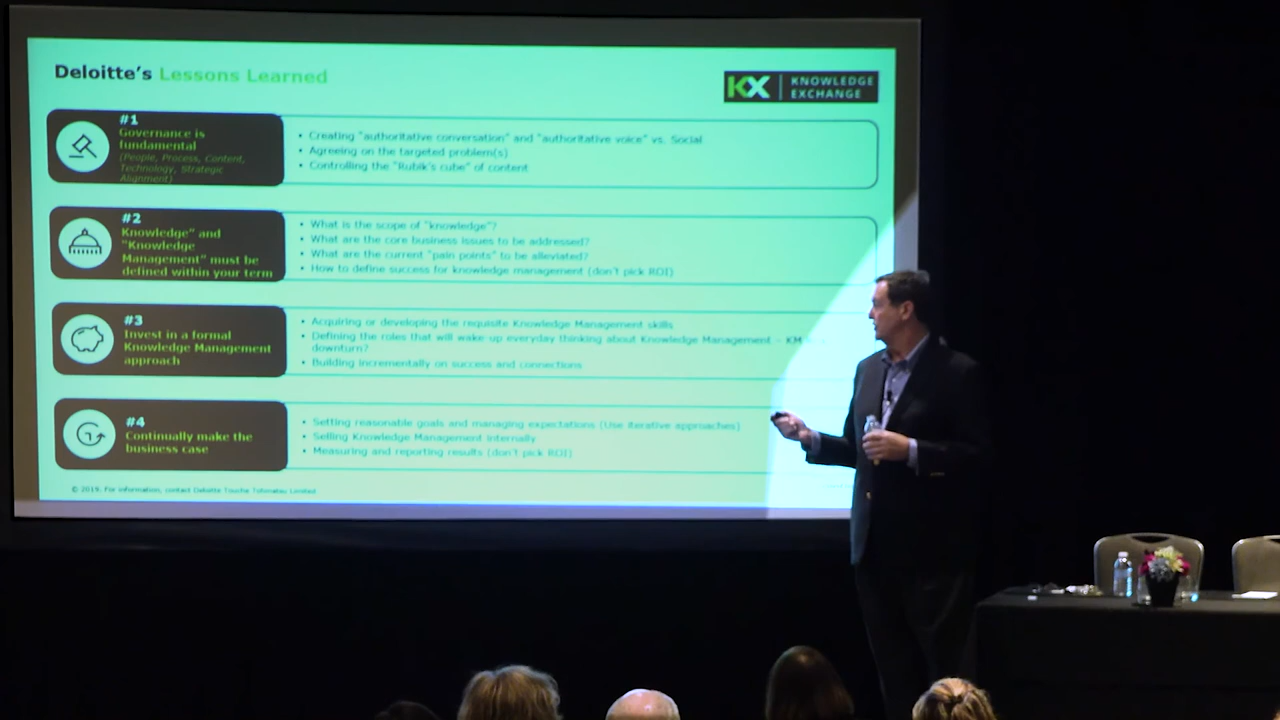 Deloitte's Lessons Learned
KX KNOWLEDGE
EXCHANGE
#1
Governance is
fundamental
(People, Process, Content,
Technology, Strategic
Alignment)
• Creating "authoritative conversation" and "authoritative voice" vs. Social
• Agreeing on the targeted problem(s)
• Controlling the "Rubik's cube" of content
#2
Knowledge" and
"Knowledge
Management" must be
defined within your term
• What is the scope of "knowledge"?
• What are the core business issues to be addressed?
• What are the current "pain points" to be alleviated?
• How to define success for knowledge management (don't pick ROI)
#3
Invest in a formal
Knowledge Management
approach
• Acquiring or developing the requisite Knowledge Management skills
• Defining the roles that will wake-up everyday thinking about Knowledge Management – KM
downturn?
• Building incrementally on success and connections
#4
Continually make the
business case
• Setting reasonable goals and managing expectations (Use iterative approaches)
• Selling Knowledge Management internally
• Measuring and reporting results (don't pick ROI)
© 2019. For information, contact Deloitte Touche Tohmatsu Limited